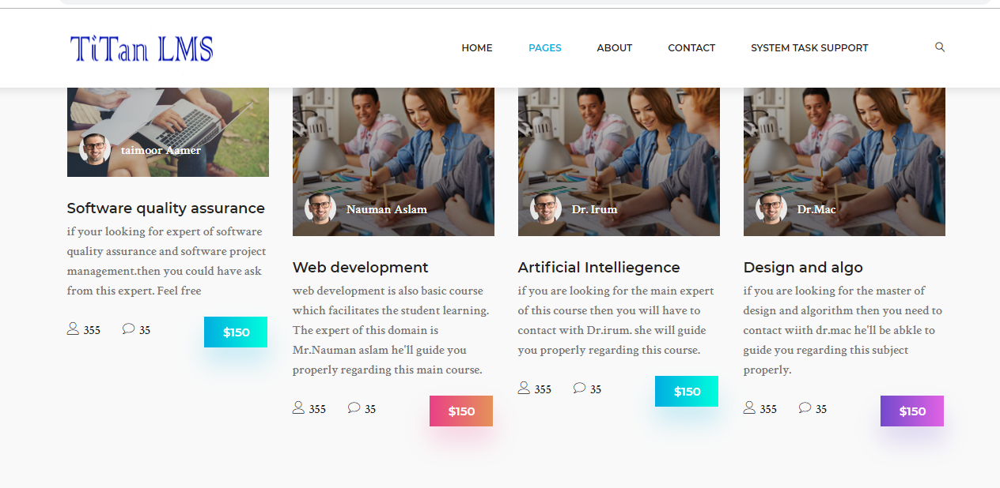 TiTan LMS
HOME
PAGES
ABOUT
CONTACT
SYSTEM TASK SUPPORT
taimoor Aamer
Software quality assurance
if your looking for expert of software
quality assurance and software project
management.then you could have ask
from this expert. Feel free
355
35
$150
Nauman Aslam
Web development
web development is also basic course
which facilitates the student learning.
The expert of this domain is
Mr.Nauman aslam he'll guide you
properly regarding this main course.
355
35
$150
Dr. Irum
Artificial Intelliegence
if you are looking for the main expert
of this course then you will have to
contact with Dr.irum. she will guide
you properly regarding this course.
355
35
$150
Dr.Mac
Design and algo
if you are looking for the master of
design and algorithm then you need to
contact wiith dr.mac he'll be abkle to
guide you regarding this subject
properly.
355
35
$150